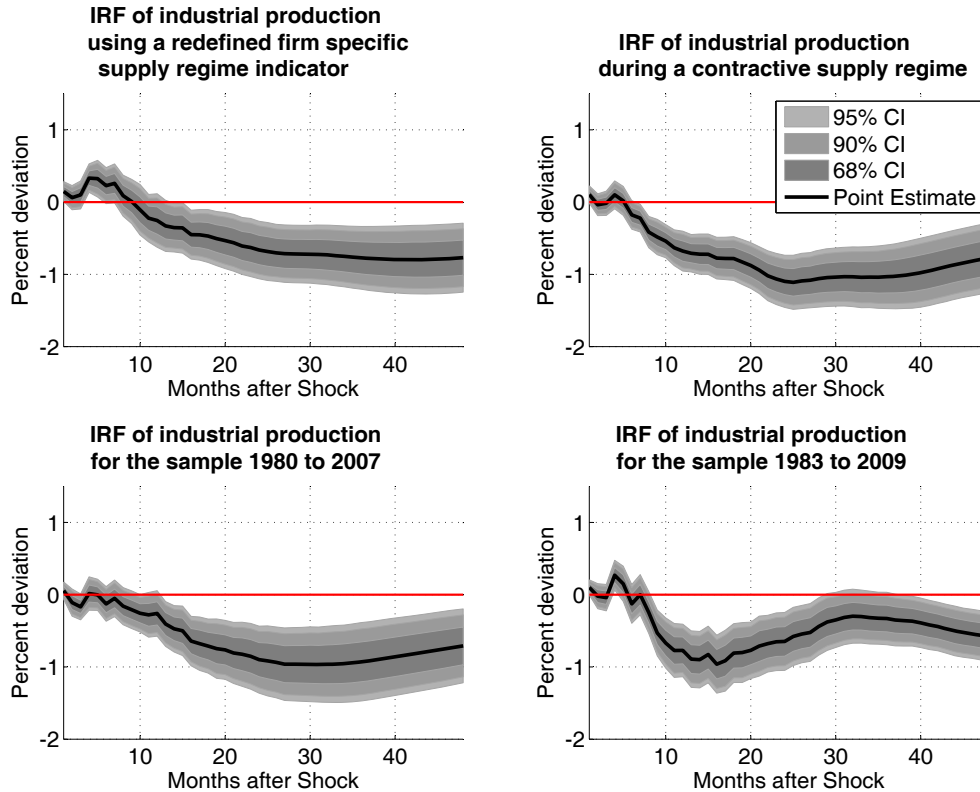 IRF of industrial production
using a redefined firm specific
supply regime indicator
Percent deviation
1
0
-1
-2
10
20
30
40
Months after Shock
IRF of industrial production
during a contractive supply regime
95% CI
90% CI
68% CI
Point Estimate
Percent deviation
1
0
-1
-2
10
20
30
40
Months after Shock
IRF of industrial production
for the sample 1980 to 2007
Percent deviation
1
0
-1
-2
10
20
30
40
Months after Shock
IRF of industrial production
for the sample 1983 to 2009
Percent deviation
1
0
-1
-2
10
20
30
40
Months after Shock